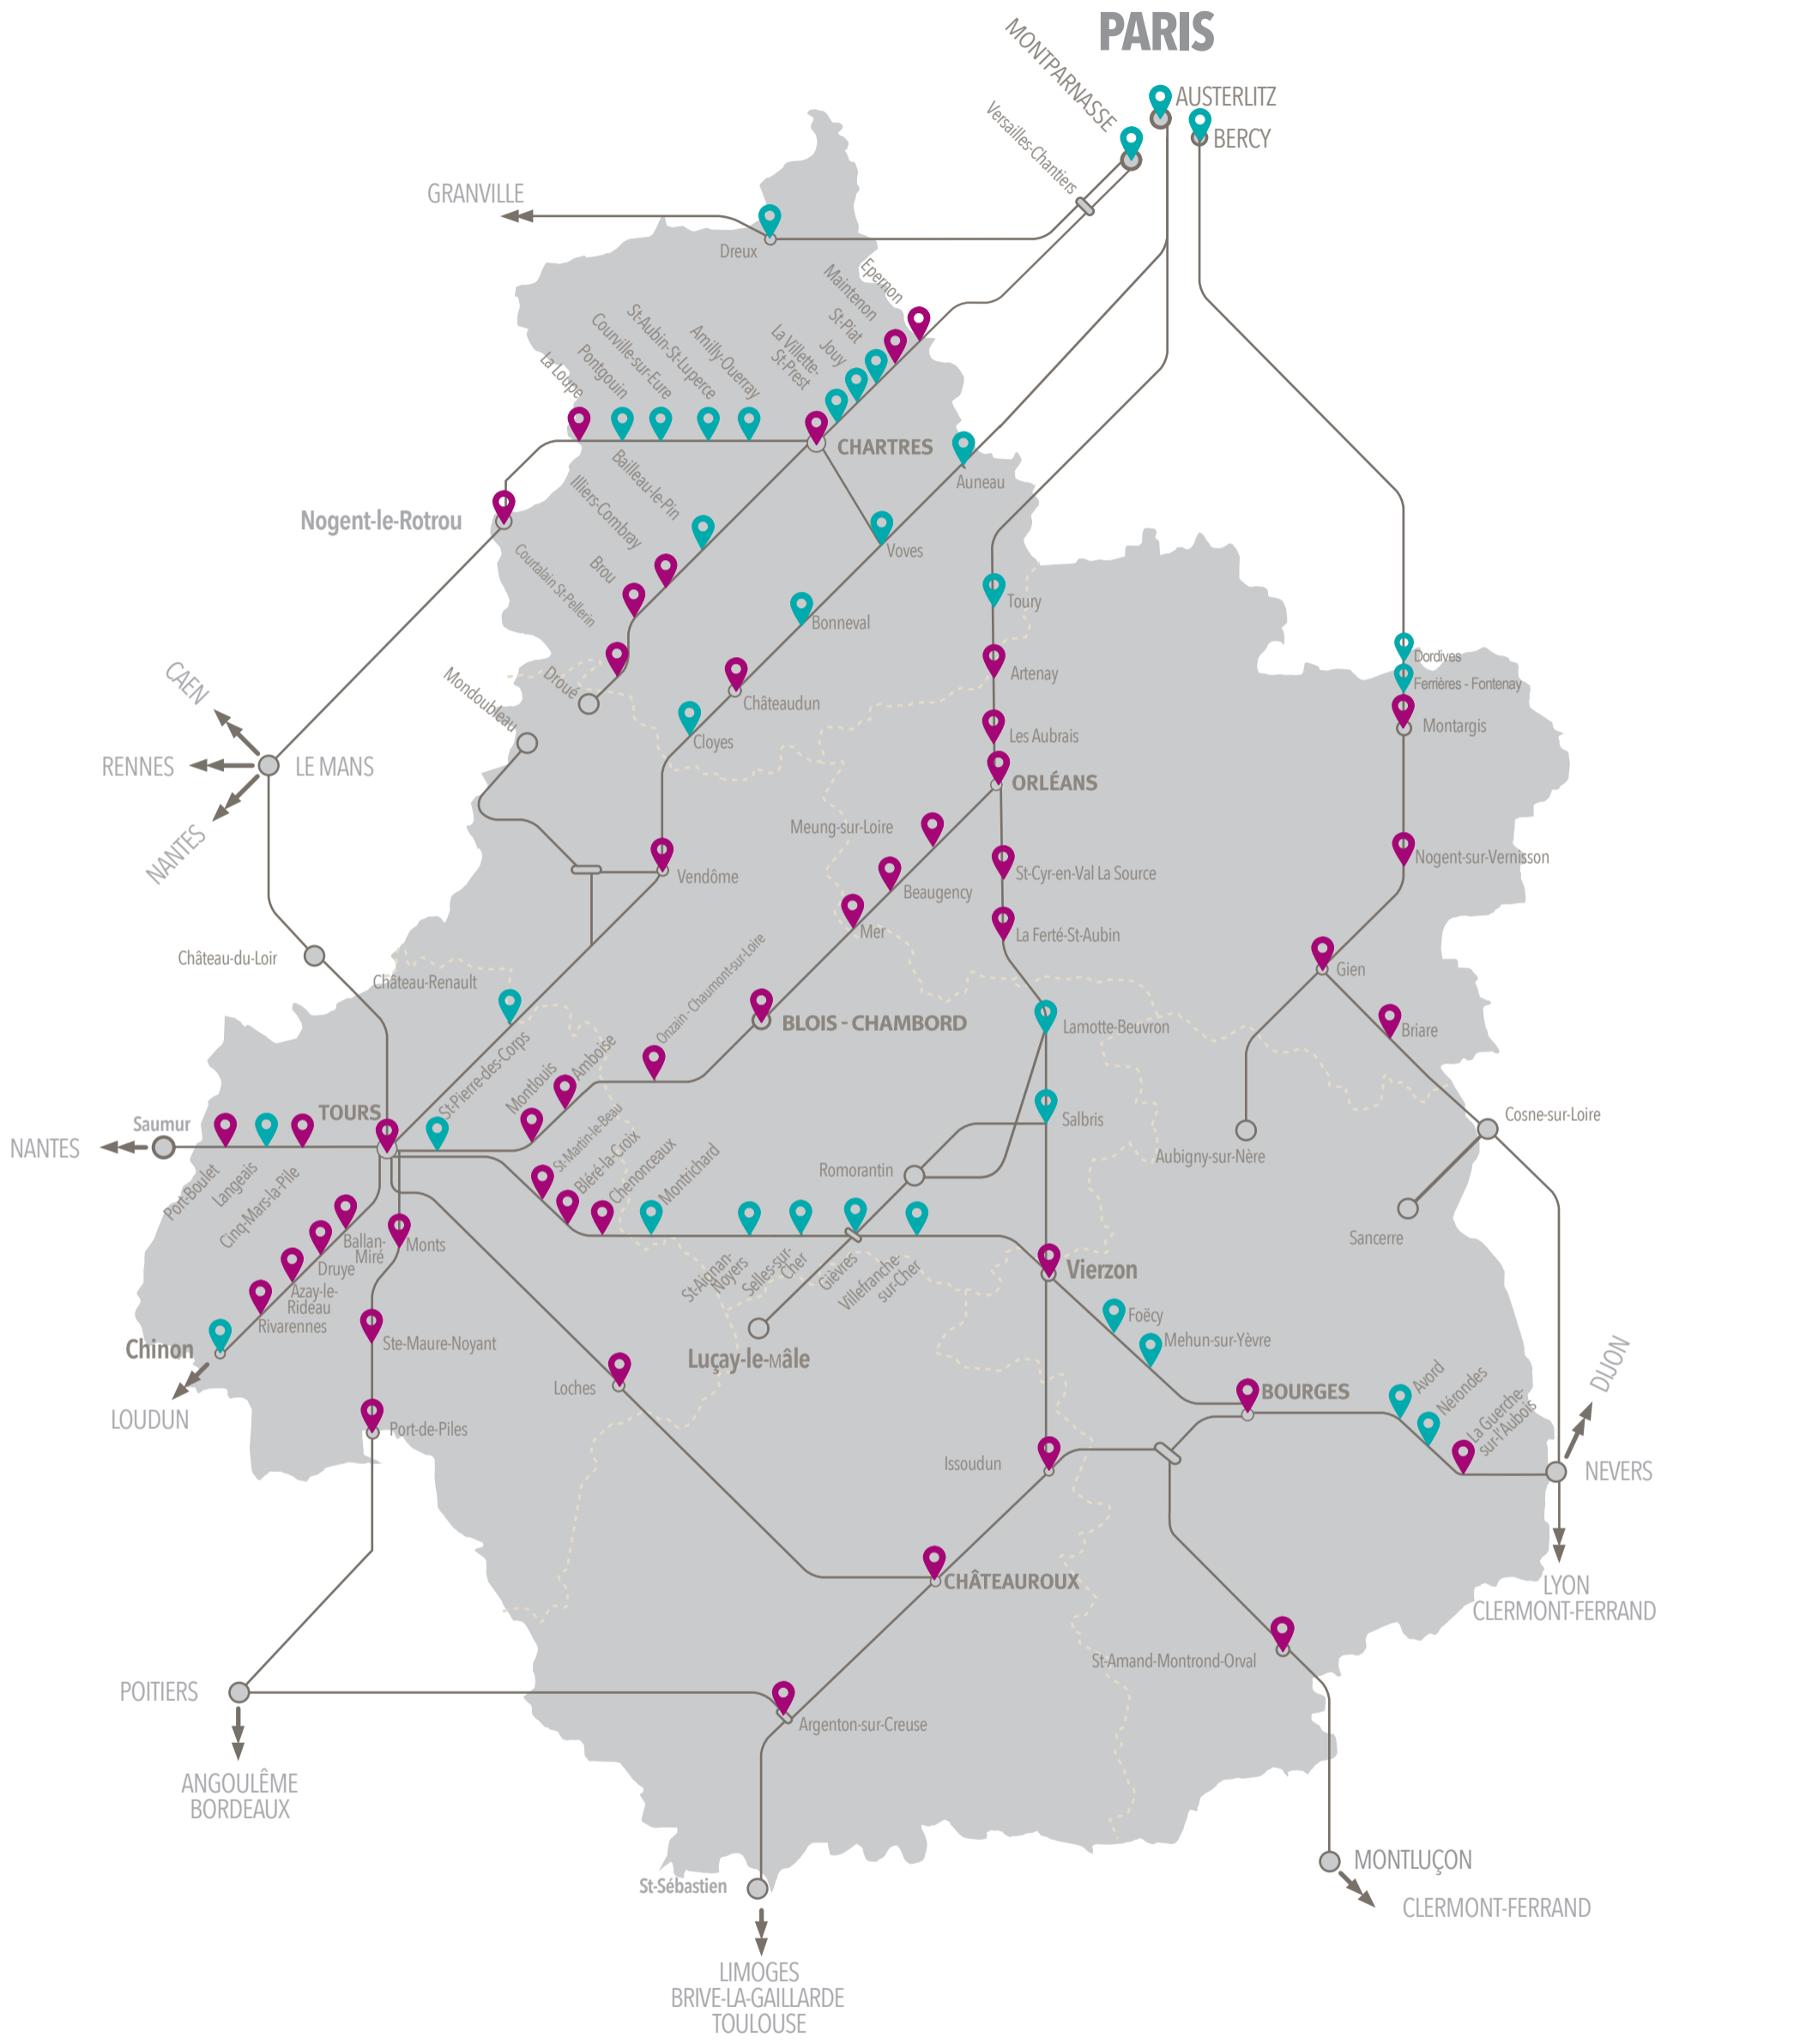 PARIS
MONTPARNASSE
AUSTERLITZ
BERCY
Versailles-Chantiers
GRANVILLE
Dreux
Epernon
Maintenon
St-Piat
Jouy
La Villette-
St-Prest
Amilly-Ouerray
St-Aubin-St-Luperce
Courville-sur-Eure
Pontgouin
La Loupe
CHARTRES
Auneau
Bailleau-le-Pin
Illiers-Combray
Nogent-le-Rotrou
Voves
Brou
Courtalain St-Pellerin
Toury
Bonneval
Dordives
Ferrières - Fontenay
Artenay
Droué
Mondoubleau
Châteaudun
CAEN
Montargis
Les Aubrais
Cloyes
RENNES
LE MANS
ORLÉANS
NANTES
Meung-sur-Loire
Nogent-sur-Vernisson
Vendôme
St-Cyr-en-Val La Source
Beaugency
Mer
La Ferté-St-Aubin
Château-du-Loir
Gien
Château-Renault
Onzain - Chaumont-sur-Loire
BLOIS - CHAMBORD
Lamotte-Beuvron
Briare
St-Pierre-des-Corps
Montlouis
Amboise
TOURS
Saumur
Salbris
Cosne-sur-Loire
NANTES
St-Martin-le-Beau
Bléré-la-Croix
Chenonceaux
Montrichard
Romorantin
Aubigny-sur-Nère
Port-Boulet
Langeais
Cinq-Mars-la-Pile
Sancerre
Ballan-
Miré
Monts
Druye
Azay-le-
Rideau
Rivarennes
St-Aignan-
Noyers
Selles-sur-
Cher
Gièvres
Villefranche-
sur-Cher
Vierzon
Foëcy
Mehun-sur-Yèvre
Chinon
Ste-Maure-Noyant
Luçay-le-Mâle
Loches
LOUDUN
Port-de-Piles
BOURGES
Avord
Nérondes
La Guerche-
sur-l'Aubois
DIJON
Issoudun
NEVERS
CHÂTEAUROUX
LYON
CLERMONT-FERRAND
St-Amand-Montrond-Orval
POITIERS
Argenton-sur-Creuse
ANGOULÊME
BORDEAUX
MONTLUÇON
St-Sébastien
CLERMONT-FERRAND
LIMOGES
BRIVE-LA-GAILLARDE
TOULOUSE